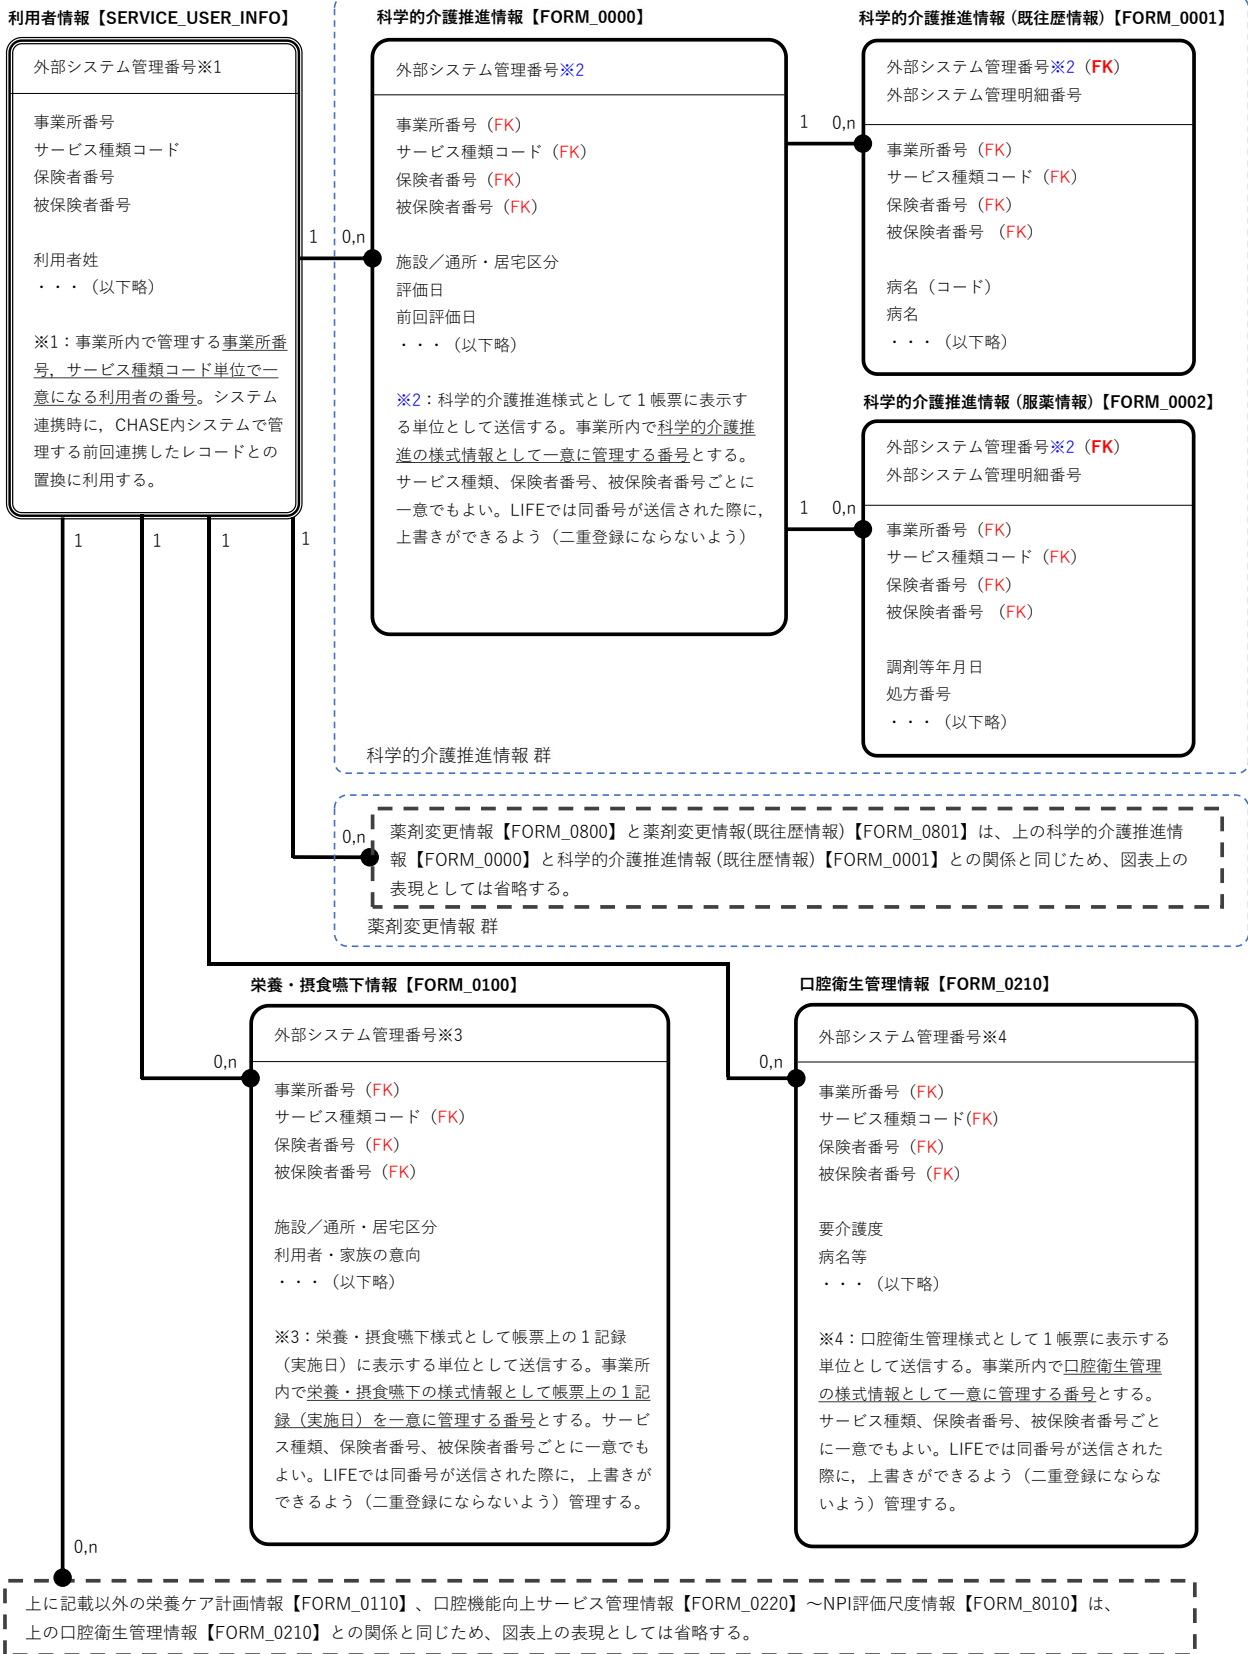 利用者情報【SERVICE_USER_INFO】
外部システム管理番号※1
事業所番号
サービス種類コード
保険者番号
被保険者番号
利用者姓
・・・（以下略）
※1：事業所内で管理する事業所番
号，サービス種類コード単位で一
意になる利用者の番号。システム
連携時に，CHASE内システムで管
理する前回連携したレコードとの
置換に利用する。
1
0,n
科学的介護推進情報【FORM_0000】
外部システム管理番号※2
事業所番号（FK）
サービス種類コード（FK）
保険者番号（FK）
被保険者番号（FK）
施設／通所・居宅区分
評価日
前回評価日
・・・（以下略）
※2：科学的介護推進様式として１帳票に表示す
る単位として送信する。事業所内で科学的介護推
進の様式情報として一意に管理する番号とする。
サービス種類、保険者番号、被保険者番号ごとに
一意でもよい。LIFEでは同番号が送信された際に，
上書きができるよう（二重登録にならないよう）
1
0,n
科学的介護推進情報 (既往歴情報)【FORM_0001】
外部システム管理番号※2（FK）
外部システム管理明細番号
事業所番号（FK）
サービス種類コード（FK）
保険者番号（FK）
被保険者番号 （FK）
病名（コード）
病名
・・・（以下略）
1
0,n
科学的介護推進情報 (服薬情報)【FORM_0002】
外部システム管理番号※2（FK）
外部システム管理明細番号
事業所番号（FK）
サービス種類コード（FK）
保険者番号（FK）
被保険者番号 （FK）
調剤等年月日
処方番号
・・・（以下略）
科学的介護推進情報 群
1
1
1
1
0,n
薬剤変更情報【FORM_0800】と薬剤変更情報(既往歴情報)【FORM_0801】は、上の科学的介護推進情
報【FORM_0000】と科学的介護推進情報 (既往歴情報)【FORM_0001】との関係と同じため、図表上の
表現としては省略する。
薬剤変更情報 群
栄養・摂食嚥下情報【FORM_0100】
0,n
外部システム管理番号※3
事業所番号（FK）
サービス種類コード（FK）
保険者番号（FK）
被保険者番号（FK）
施設／通所・居宅区分
利用者・家族の意向
・・・（以下略）
※3：栄養・摂食嚥下様式として帳票上の１記録
（実施日）に表示する単位として送信する。事業所
内で栄養・摂食嚥下の様式情報として帳票上の１記
録（実施日）を一意に管理する番号とする。サービ
ス種類、保険者番号、被保険者番号ごとに一意でも
よい。LIFEでは同番号が送信された際に，上書きが
できるよう（二重登録にならないよう）管理する。
口腔衛生管理情報【FORM_0210】
0,n
外部システム管理番号※4
事業所番号（FK）
サービス種類コード(FK)
保険者番号（FK）
被保険者番号（FK）
要介護度
病名等
・・・（以下略）
※4：口腔衛生管理様式として１帳票に表示する
単位として送信する。事業所内で口腔衛生管理
の様式情報として一意に管理する番号とする。
サービス種類、保険者番号、被保険者番号ごと
に一意でもよい。LIFEでは同番号が送信された
際に，上書きができるよう（二重登録にならな
いよう）管理する。
0,n
上に記載以外の栄養ケア計画情報【FORM_0110】、口腔機能向上サービス管理情報【FORM_0220】～NPI評価尺度情報【FORM_8010】は、
上の口腔衛生管理情報【FORM_0210】との関係と同じため、図表上の表現としては省略する。